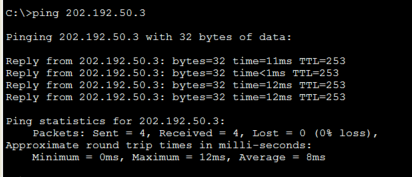 C:\>ping 202.192.50.3
Pinging 202.192.50.3 with 32 bytes of data:
Reply from 202.192.50.3: bytes=32 time=11ms TTL=253
Reply from 202.192.50.3: bytes=32 time<1ms TTL=253
Reply from 202.192.50.3: bytes=32 time=12ms TTL=253
Reply from 202.192.50.3: bytes=32 time=12ms TTL=253
Ping statistics for 202.192.50.3:
    Packets: Sent = 4, Received = 4, Lost = 0 (0% loss),
Approximate round trip times in milli-seconds:
    Minimum = 0ms, Maximum = 12ms, Average = 8ms